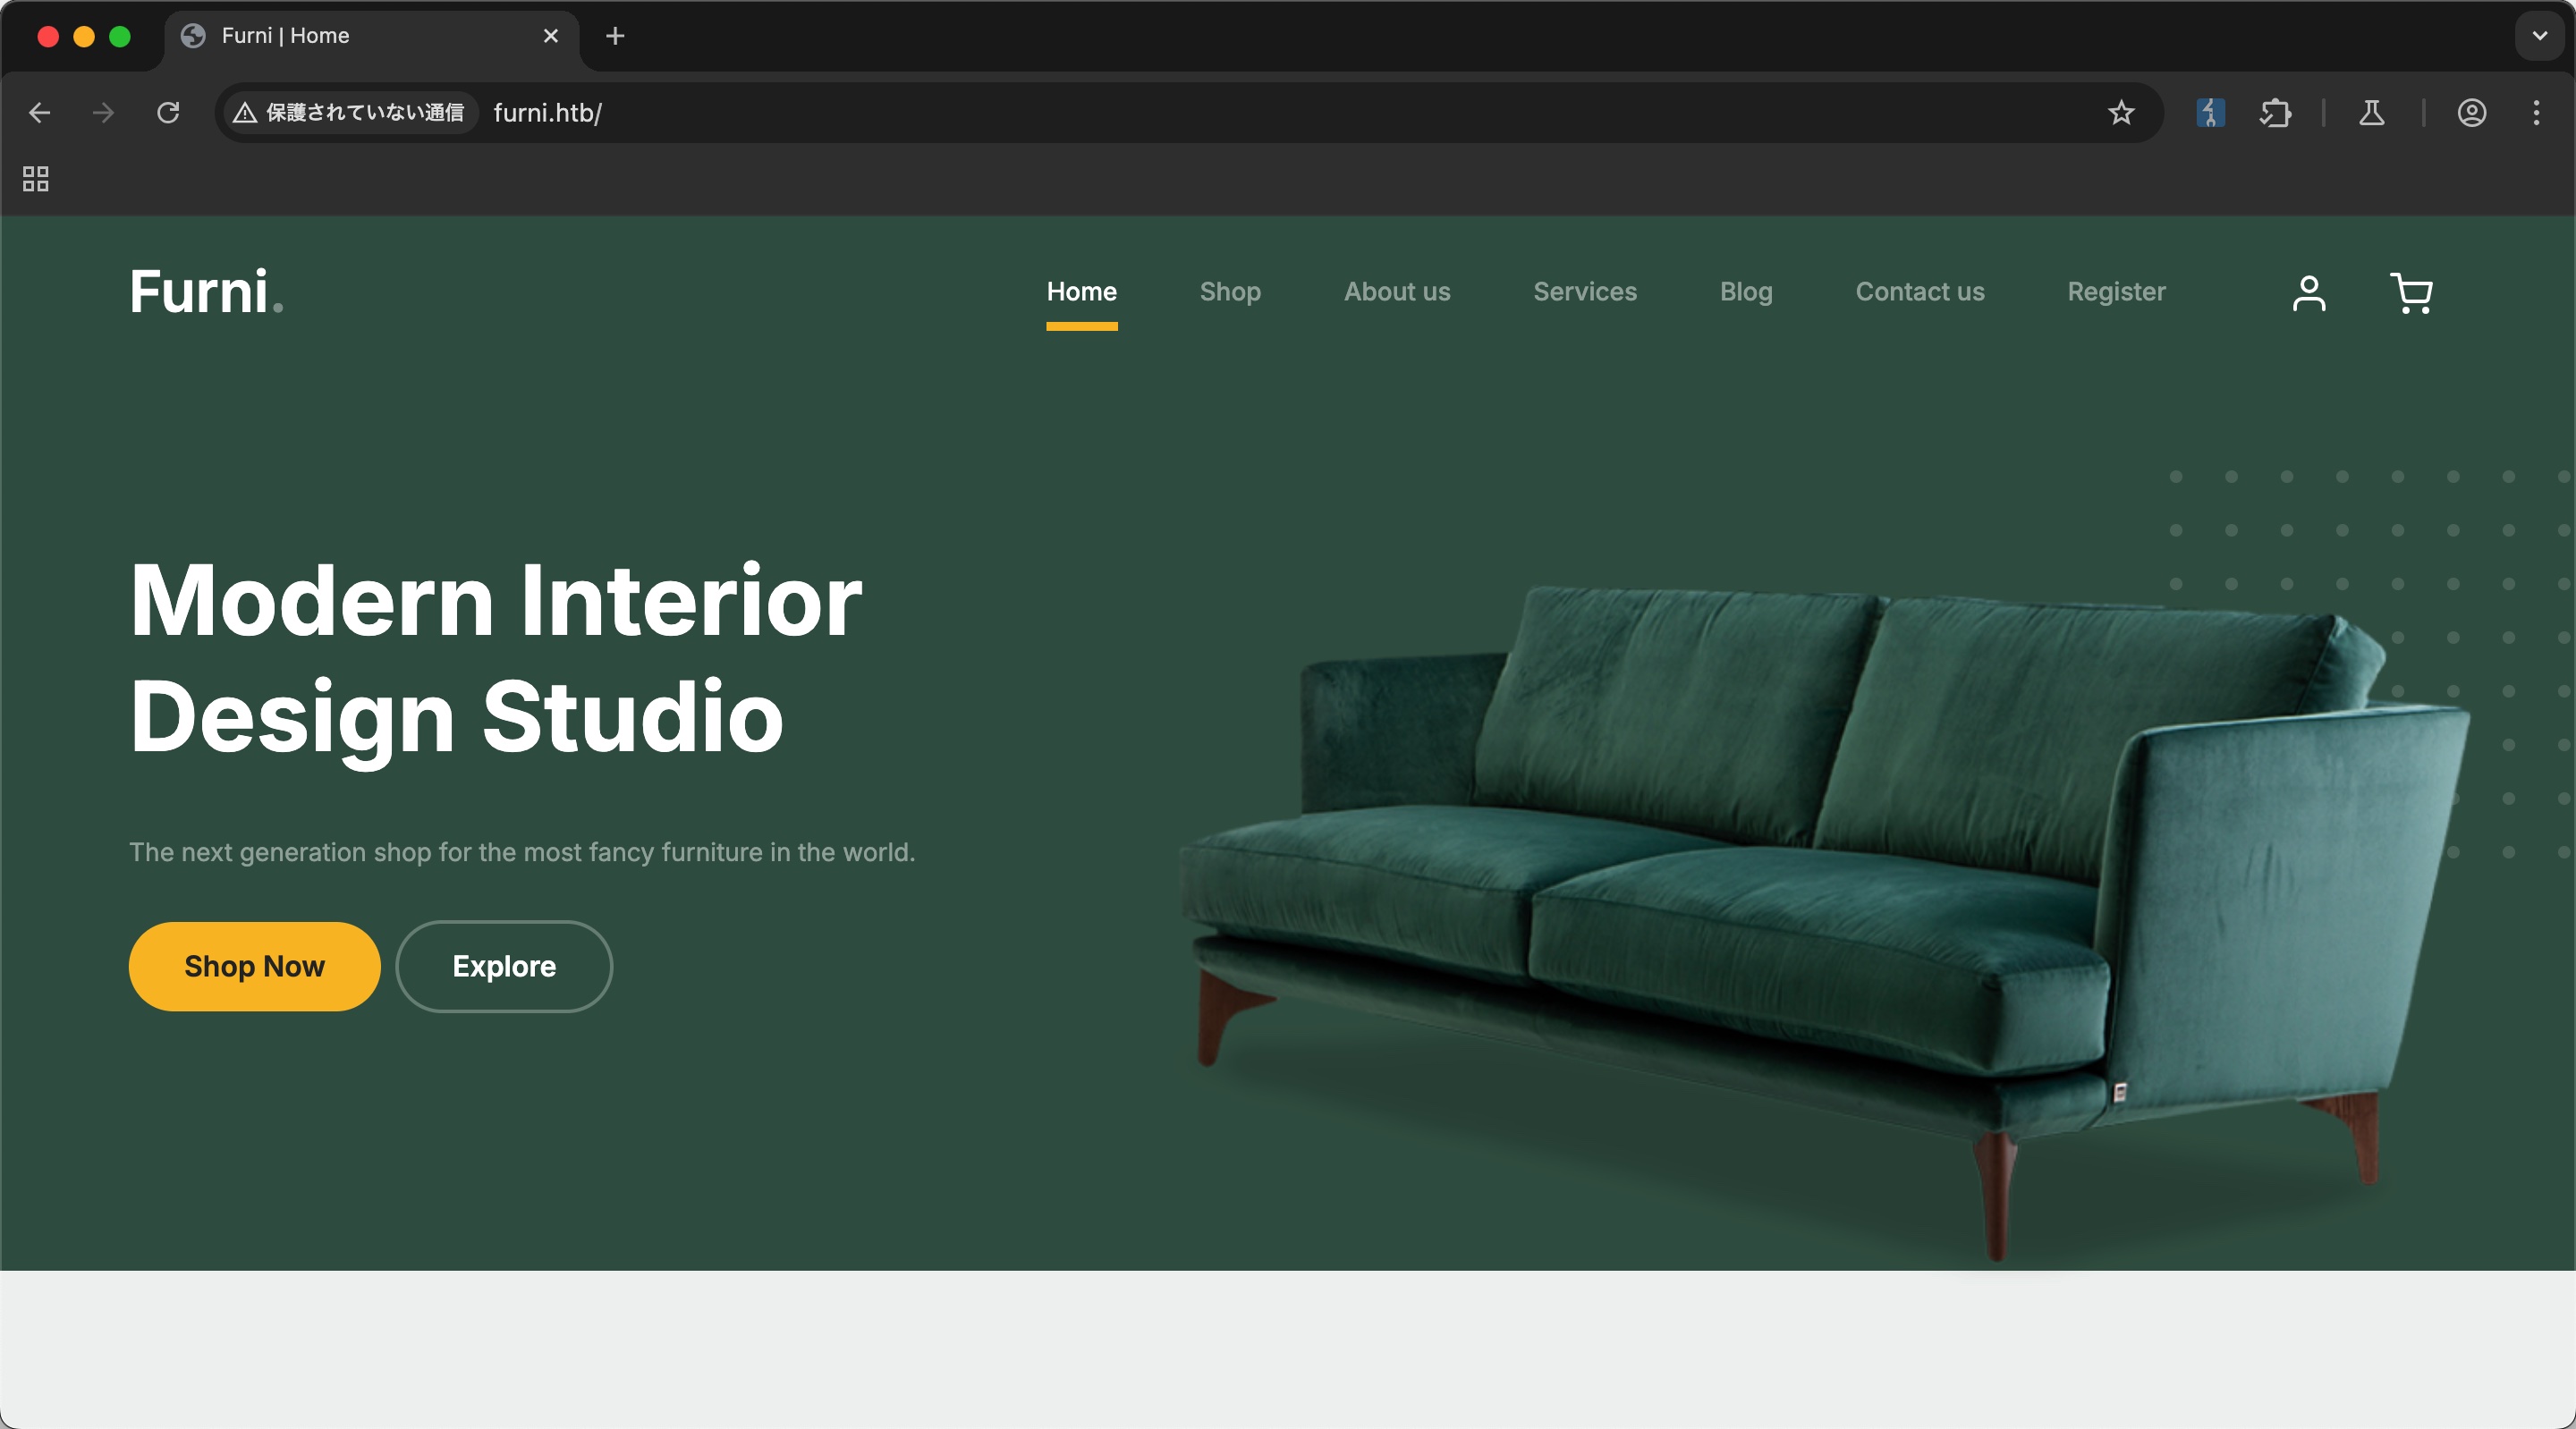 Furni | Home
保護されていない通信 furni.htb/
Furni.
Home Shop About us Services Blog Contact us Register
Modern Interior
Design Studio
The next generation shop for the most fancy furniture in the world.
Shop Now Explore